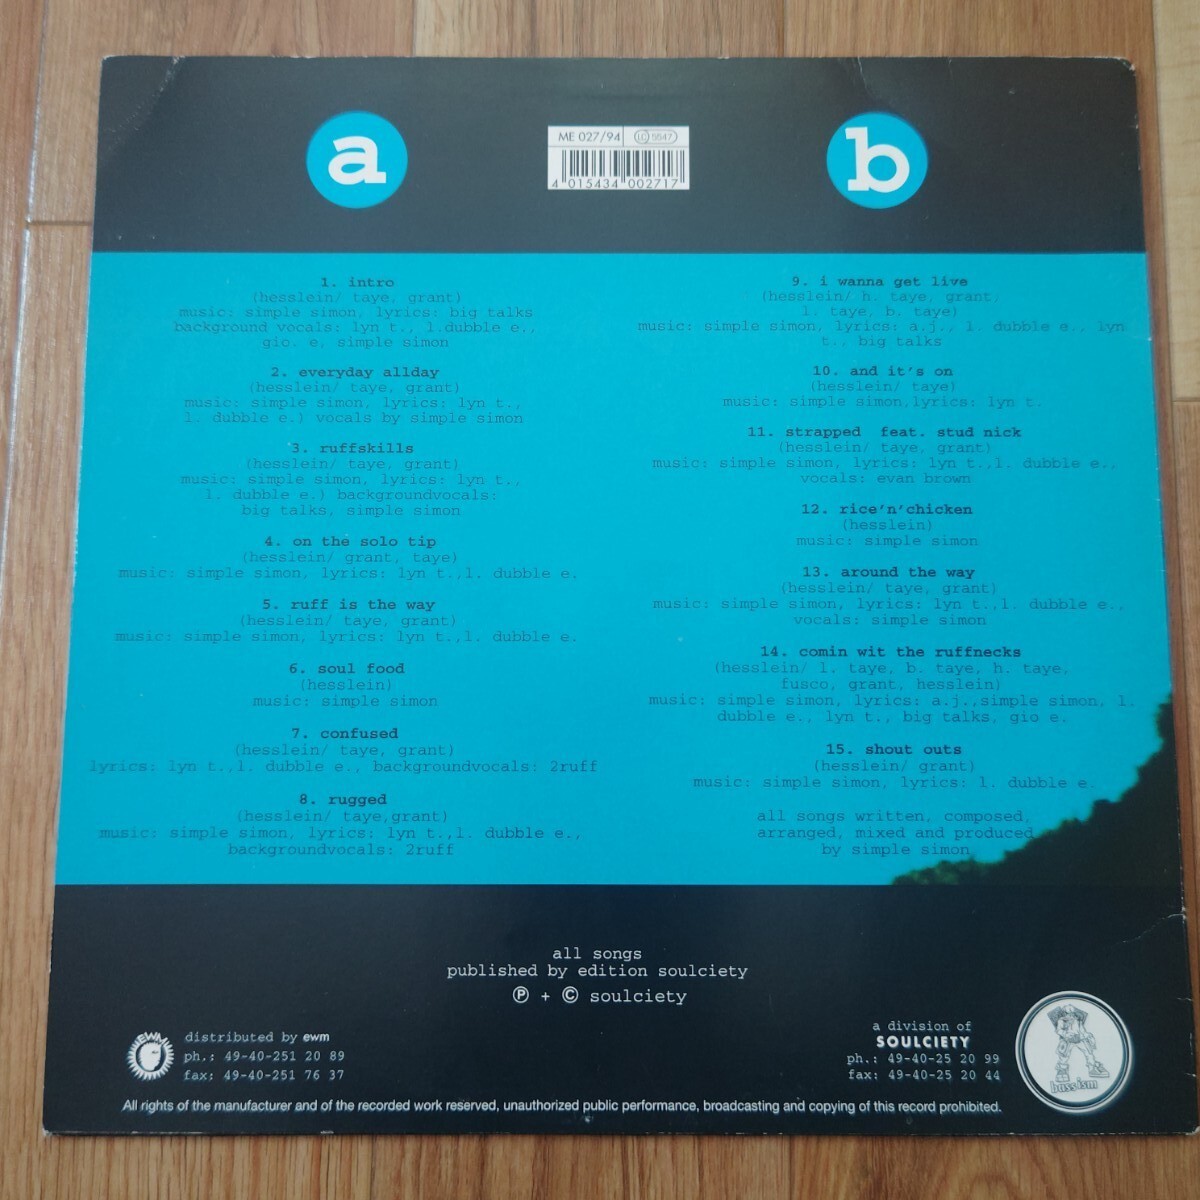 a
ME 027/94
LC 5547
4 015434 002717
b
1. intro
(hesslein/ taye, grant)
music: simple simon, lyrics: big talks
background vocals: lyn t., l.dubble e.,
gio. e, simple simon
2. everyday allday
(hesslein/ taye, grant)
music: simple simon, lyrics: lyn t.,
l. dubble e.) vocals by simple simon
3. ruffskills
(hesslein/ taye, grant)
music: simple simon, lyrics: lyn t.,
l. dubble e.) backgroundvocals:
big talks, simple simon
4. on the solo tip
(hesslein/ grant, taye)
music: simple simon, lyrics: lyn t.,l. dubble e.
5. ruff is the way
(hesslein/ taye, grant)
music: simple simon, lyrics: lyn t.,l. dubble e.
6. soul food
(hesslein)
music: simple simon
7. confused
(hesslein/ taye, grant)
lyrics: lyn t.,l. dubble e., backgroundvocals: 2ruff
8. rugged
(hesslein/ taye,grant)
music: simple simon, lyrics: lyn t.,l. dubble e.,
backgroundvocals: 2ruff
9. i wanna get live
(hesslein/ h. taye, grant,
l. taye, b. taye)
music: simple simon, lyrics: a.j., l. dubble e., lyn
t., big talks
10. and it's on
(hesslein/ taye)
music: simple simon,lyrics: lyn t.
11. strapped feat. stud nick
(hesslein/ taye, grant)
music: simple simon, lyrics: lyn t.,l. dubble e.,
vocals: evan brown
12. rice'n'chicken
(hesslein)
music: simple simon
13. around the way
(hesslein/ taye, grant)
music: simple simon, lyrics: lyn t.,l. dubble e.,
vocals: simple simon
14. comin wit the ruffnecks
(hesslein/ l. taye, b. taye, h. taye,
fusco, grant, hesslein)
music: simple simon, lyrics: a.j.,simple simon, l.
dubble e., lyn t., big talks, gio e.
15. shout outs
(hesslein/ grant)
music: simple simon, lyrics: l. dubble e.
all songs written, composed,
arranged, mixed and produced
by simple simon
all songs
published by edition soulciety
Ⓟ + © soulciety
EWM
distributed by ewm
ph.: 49-40-251 20 89
fax: 49-40-251 76 37
a division of
SOULCIETY
ph.: 49-40-25 20 99
fax: 49-40-25 20 44
bassism
All rights of the manufacturer and of the recorded work reserved, unauthorized public performance, broadcasting and copying of this record prohibited.